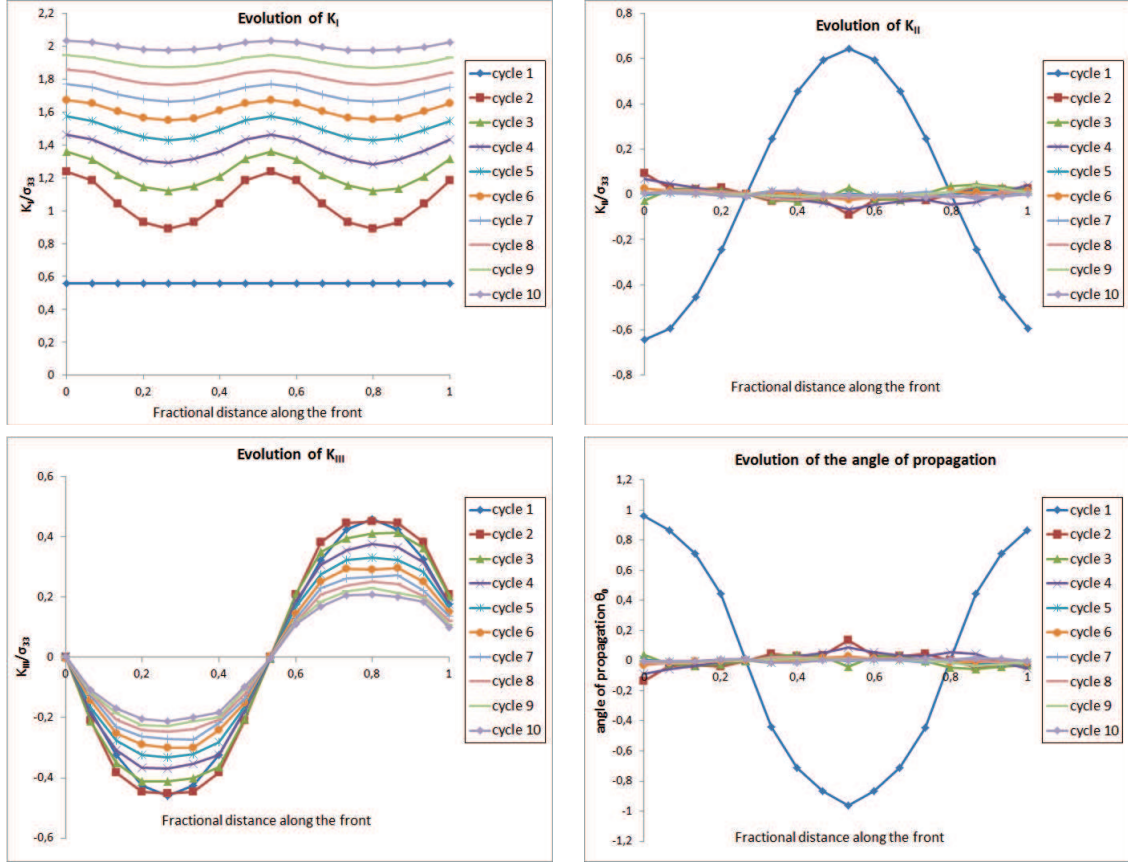 Evolution of KI
2,2
2
1,8
1,6
1,4
1,2
1
0,8
0,6
0,4
0,2
0
KI/σ33
0
0,2
0,4
0,6
0,8
1
Fractional distance along the front
cycle 1
cycle 2
cycle 3
cycle 4
cycle 5
cycle 6
cycle 7
cycle 8
cycle 9
cycle 10
Evolution of KII
0,8
0,6
0,4
0,2
0
-0,2
-0,4
-0,6
-0,8
KII/σ33
0
0,2
0,4
0,6
0,8
1
Fractional distance along the front
cycle 1
cycle 2
cycle 3
cycle 4
cycle 5
cycle 6
cycle 7
cycle 8
cycle 9
cycle 10
Evolution of KIII
0,6
0,4
0,2
0
-0,2
-0,4
-0,6
KIII/σ33
0
0,2
0,4
0,6
0,8
1
Fractional distance along the front
cycle 1
cycle 2
cycle 3
cycle 4
cycle 5
cycle 6
cycle 7
cycle 8
cycle 9
cycle 10
Evolution of the angle of propagation
1,2
1
0,8
0,6
0,4
0,2
0
-0,2
-0,4
-0,6
-0,8
-1
-1,2
angle of propagation θ0
0
0,2
0,4
0,6
0,8
1
Fractional distance along the front
cycle 1
cycle 2
cycle 3
cycle 4
cycle 5
cycle 6
cycle 7
cycle 8
cycle 9
cycle 10